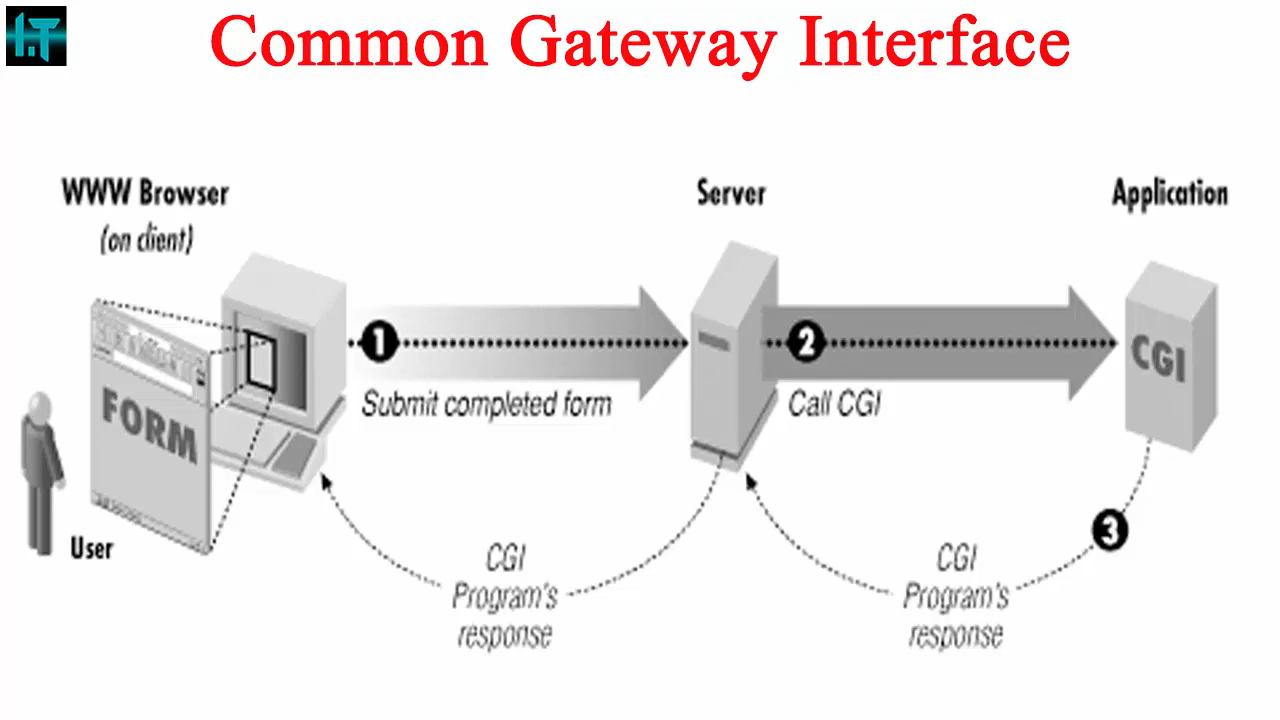 I.T
Common Gateway Interface
WWW Browser
(on client)
Server
Application
1
2
CGI
Submit completed form
Call CGI
FORM
User
3
CGI
Program's
response
CGI
Program's
response